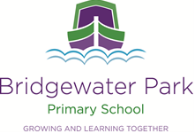 Bridgewater Park
Primary School
GROWING AND LEARNING TOGETHER